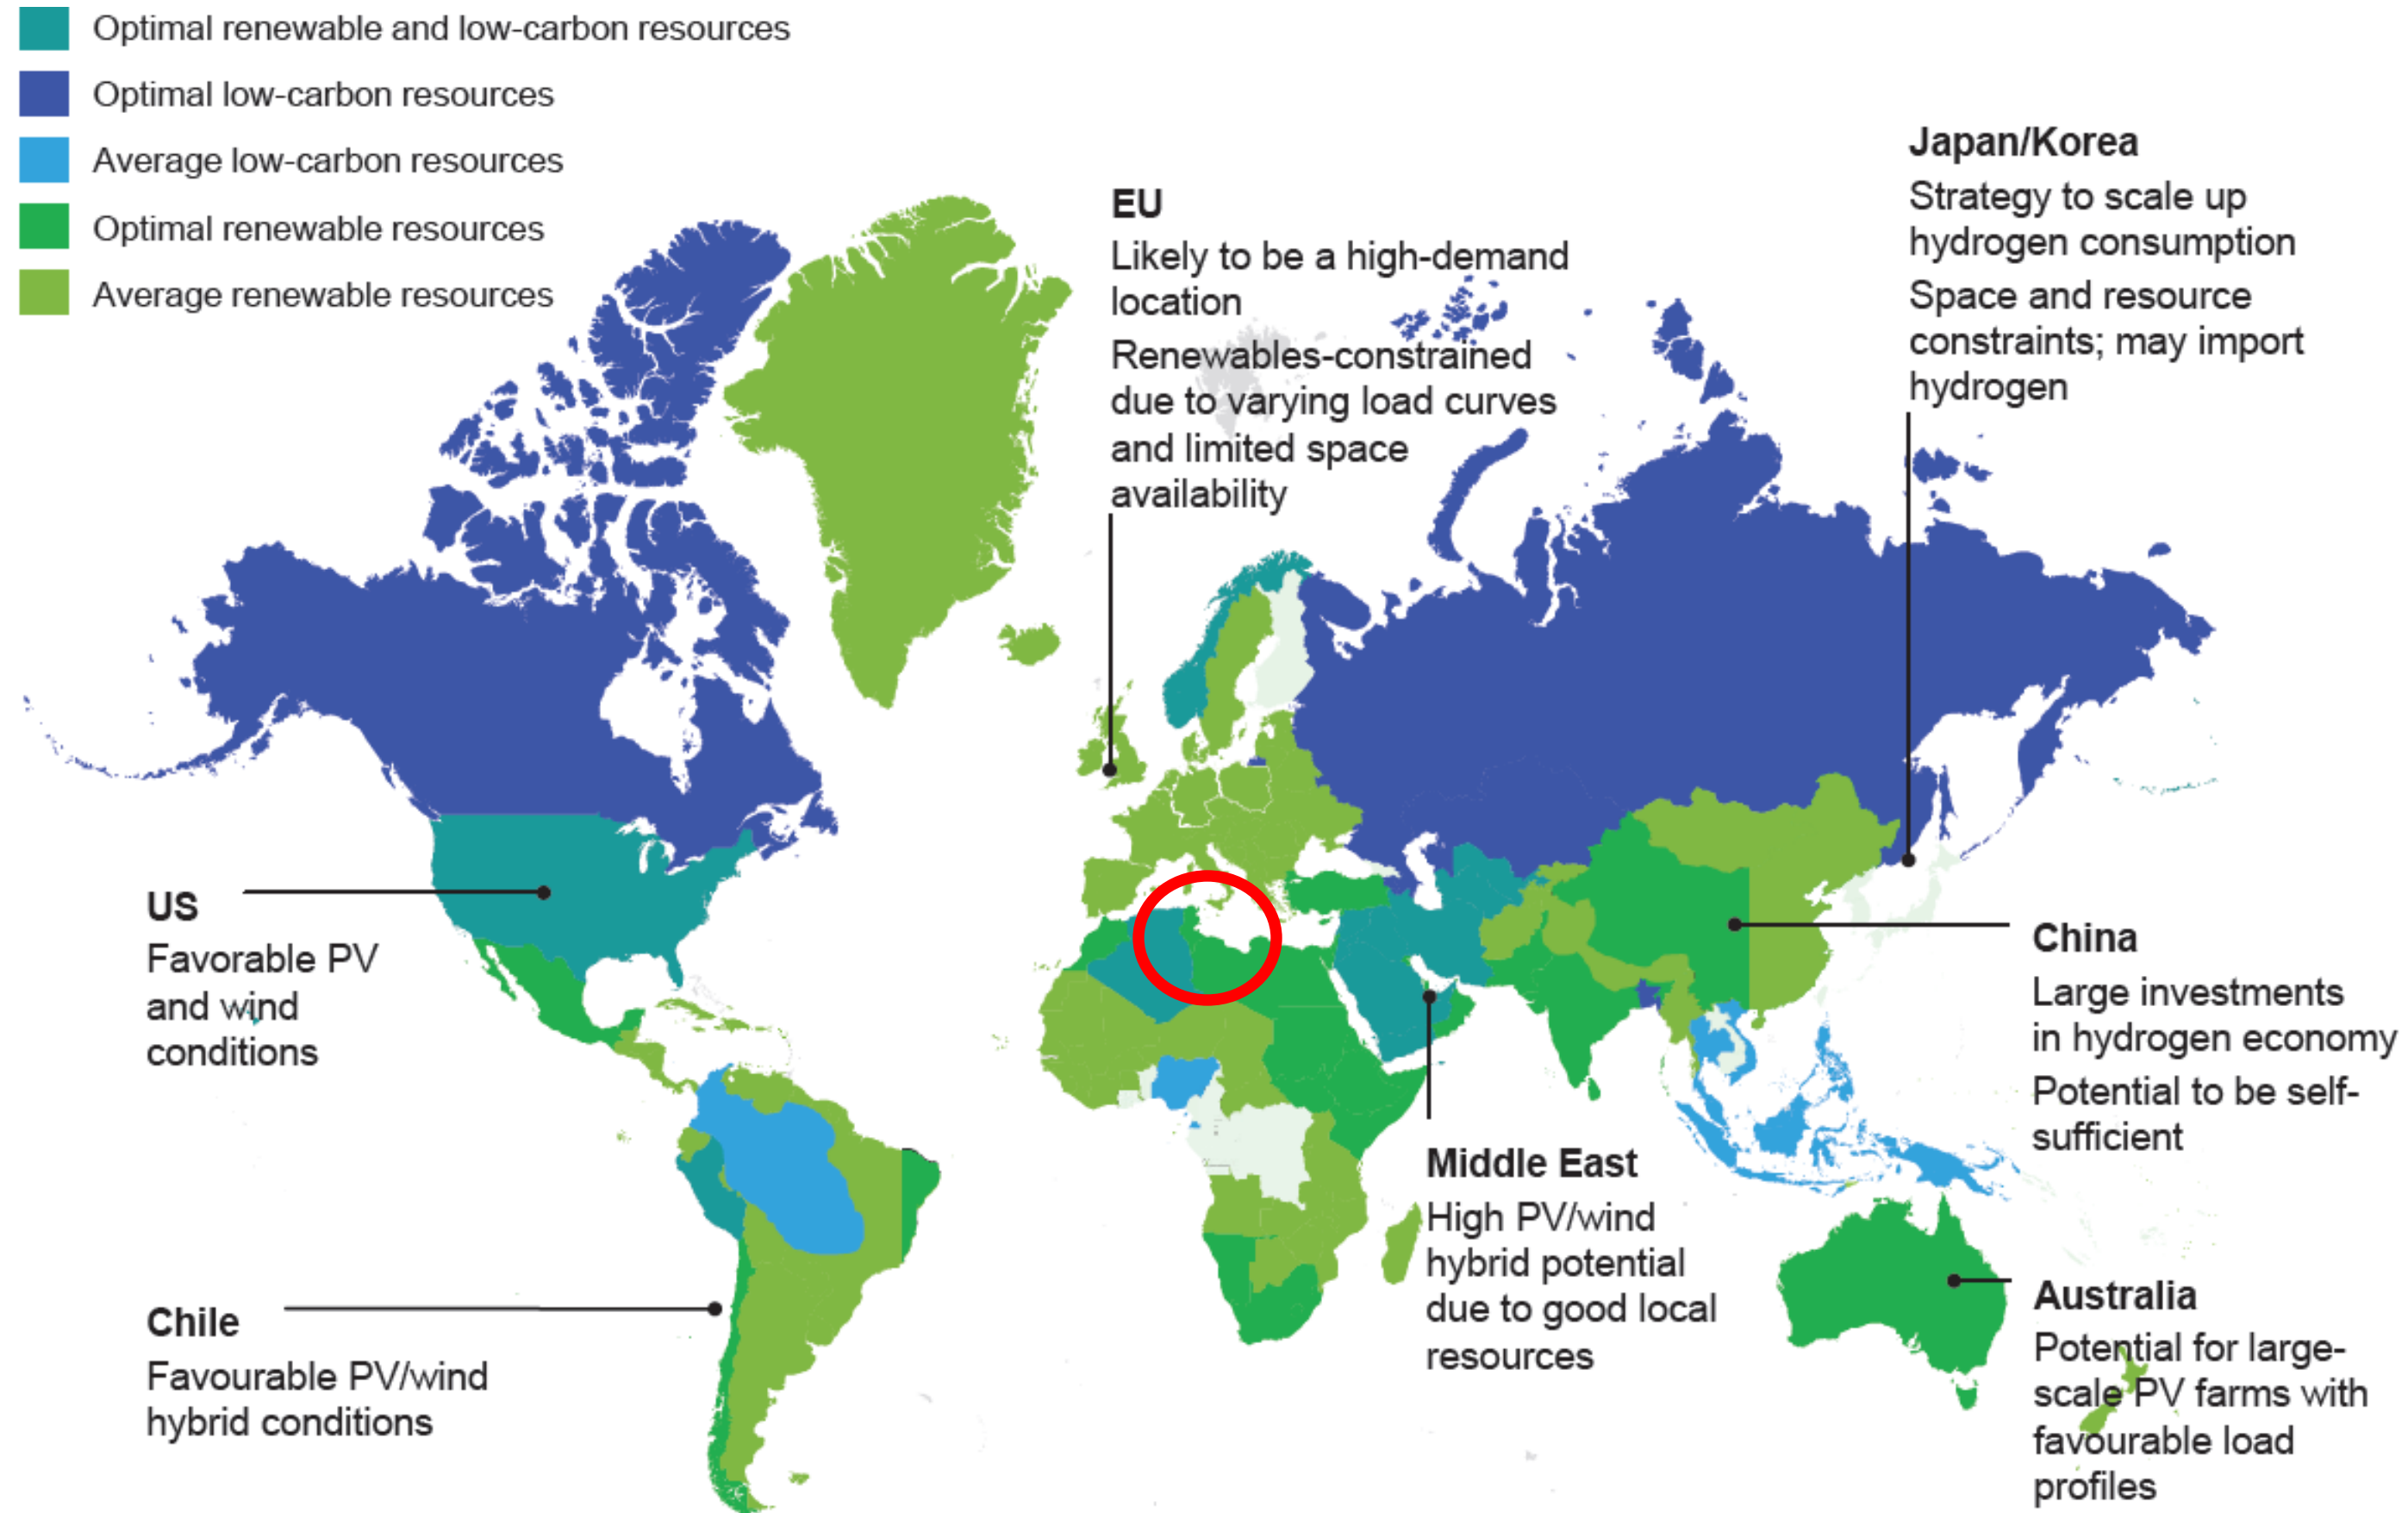 Optimal renewable and low-carbon resources
Optimal low-carbon resources
Average low-carbon resources
Optimal renewable resources
Average renewable resources
EU
Likely to be a high-demand
location
Renewables-constrained
due to varying load curves
and limited space
availability
Japan/Korea
Strategy to scale up
hydrogen consumption
Space and resource
constraints; may import
hydrogen
US
Favorable PV
and wind
conditions
China
Large investments
in hydrogen economy
Potential to be self-
sufficient
Middle East
High PV/wind
hybrid potential
due to good local
resources
Chile
Favourable PV/wind
hybrid conditions
Australia
Potential for large-
scale PV farms with
favourable load
profiles